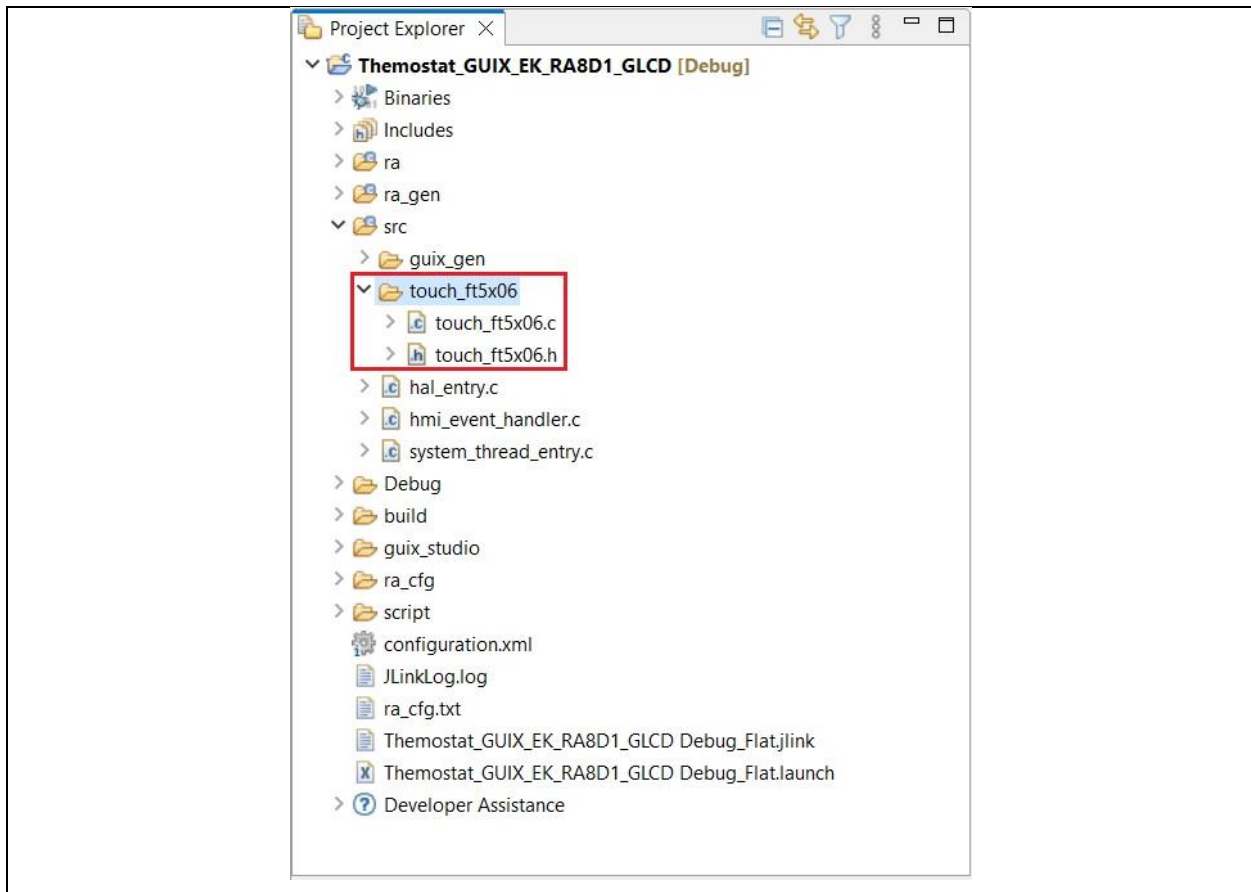 Project Explorer
Themostat_GUIX_EK_RA8D1_GLCD [Debug]
Binaries
Includes
ra
ra_gen
src
guix_gen
touch_ft5x06
touch_ft5x06.c
touch_ft5x06.h
hal_entry.c
hmi_event_handler.c
system_thread_entry.c
Debug
build
guix_studio
ra_cfg
script
configuration.xml
JLinkLog.log
ra_cfg.txt
Themostat_GUIX_EK_RA8D1_GLCD Debug_Flat.jlink
Themostat_GUIX_EK_RA8D1_GLCD Debug_Flat.launch
Developer Assistance